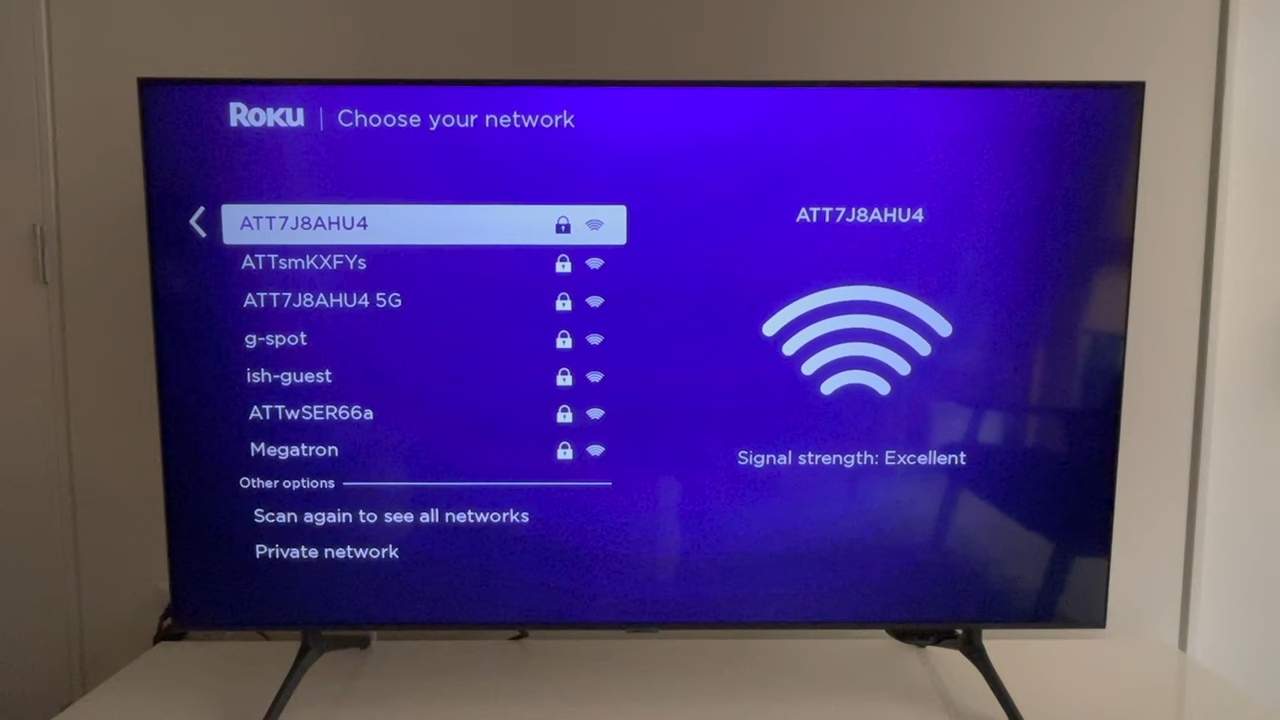 Roku | Choose your network
ATT7J8AHU4
ATTsmKXFYs
ATT7J8AHU4 5G
g-spot
ish-guest
ATTwSER66a
Megatron
Other options
Scan again to see all networks
Private network
ATT7J8AHU4
Signal strength: Excellent